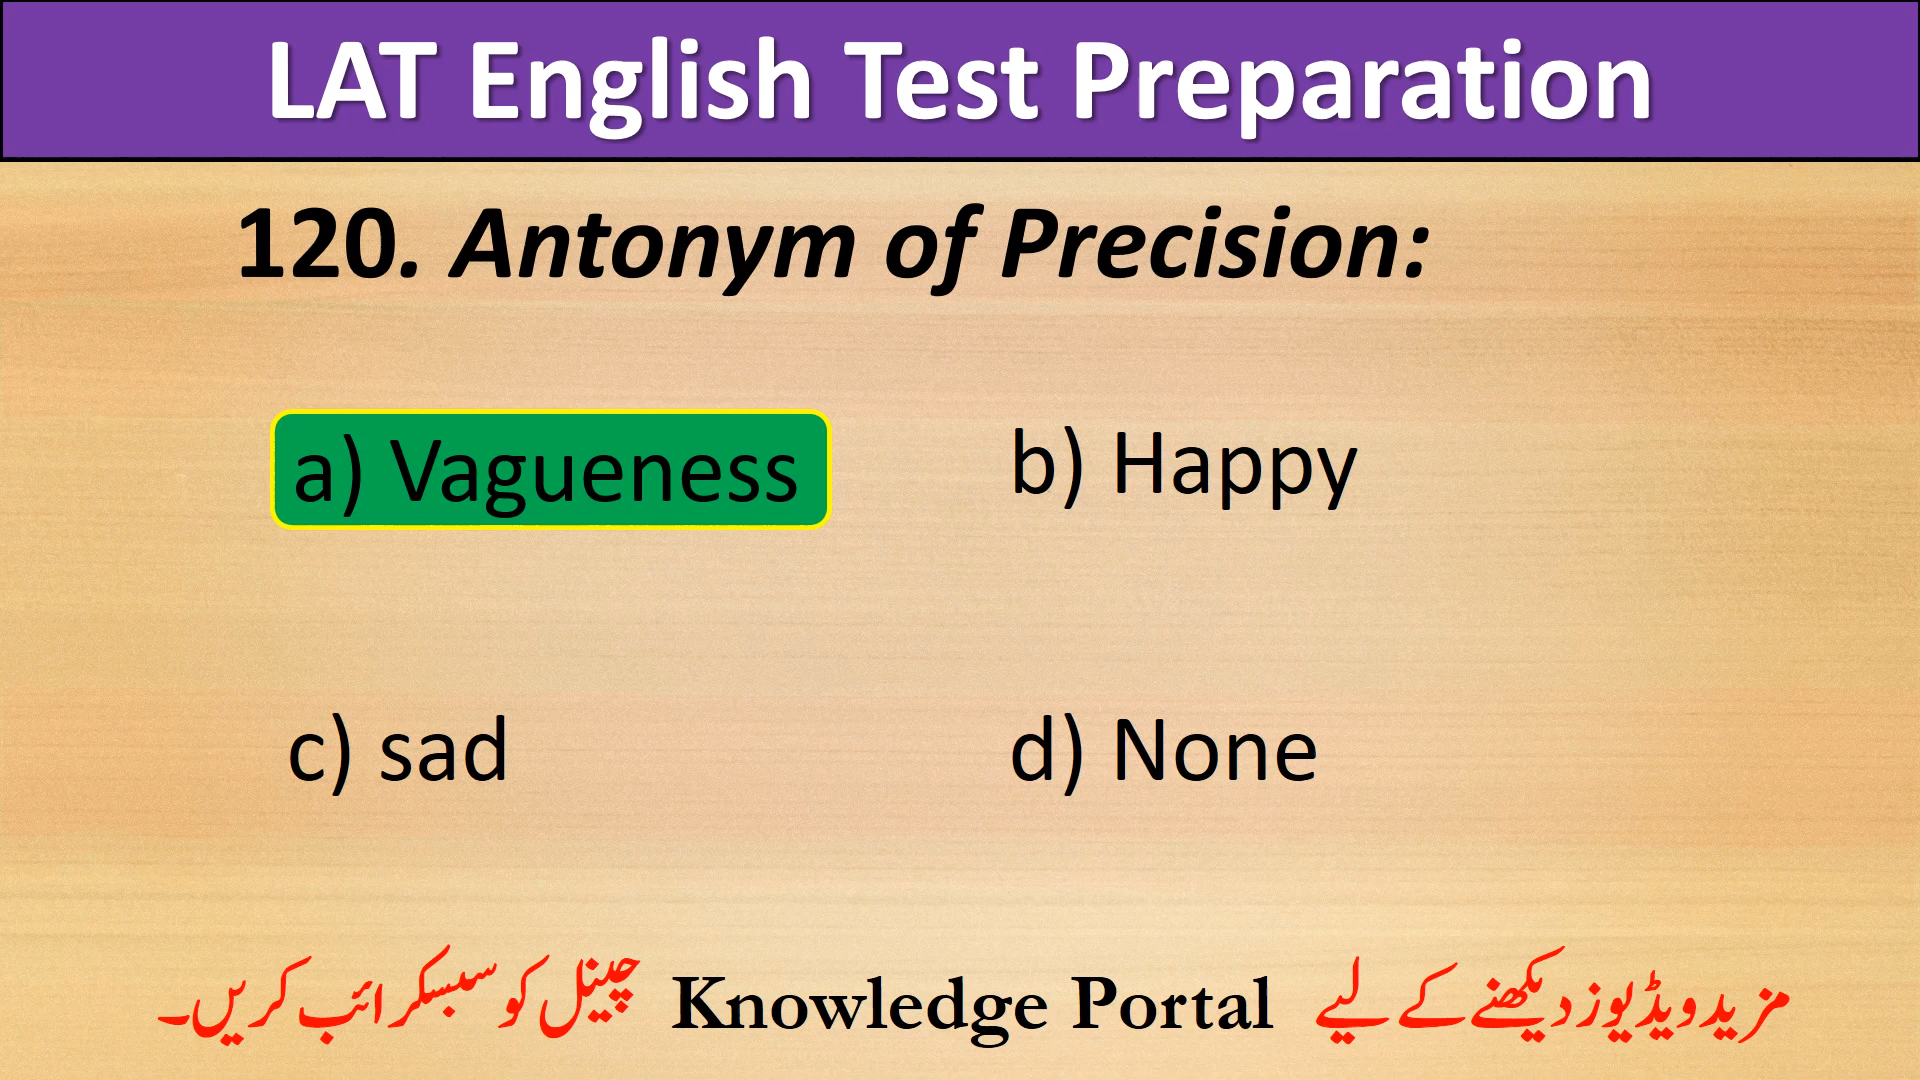 LAT English Test Preparation
120. Antonym of Precision:
a) Vagueness
b) Happy
c) sad
d) None
مزید ویڈیوز دیکھنے کے لیے Knowledge Portal چینل کو سبسکرائب کریں۔